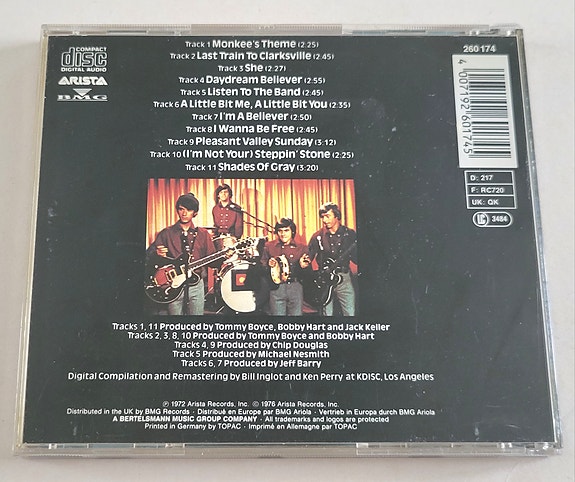 COMPACT
disc
DIGITAL AUDIO
ARISTA
BMG
Track 1 Monkee's Theme (2:25)
Track 2 Last Train To Clarksville (2:45)
Track 3 She (2:27)
Track 4 Daydream Believer (2:55)
Track 5 Listen To The Band (2:45)
Track 6 A Little Bit Me, A Little Bit You (2:35)
Track 7 I'm A Believer (2:50)
Track 8 I Wanna Be Free (2:45)
Track 9 Pleasant Valley Sunday (3:12)
Track 10 (I'm Not Your) Steppin' Stone (2:25)
Track 11 Shades Of Gray (3:20)
260 174
4 007192 601745
D: 217
F: RC720
UK: GK
LC 3484
Tracks 1, 11 Produced by Tommy Boyce, Bobby Hart and Jack Keller
Tracks 2, 3, 8, 10 Produced by Tommy Boyce and Bobby Hart
Tracks 4, 9 Produced by Chip Douglas
Track 5 Produced by Michael Nesmith
Tracks 6, 7 Produced by Jeff Barry
Digital Compilation and Remastering by Bill Inglot and Ken Perry at KDISC, Los Angeles
℗ 1972 Arista Records, Inc. © 1976 Arista Records, Inc.
Distributed in the UK by BMG Records · Distribué en Europe par BMG Ariola · Vertrieb in Europa durch BMG Ariola
A BERTELSMANN MUSIC GROUP COMPANY · All trademarks and logos are protected
Printed in Germany by TOPAC · Imprimé en Allemagne par TOPAC